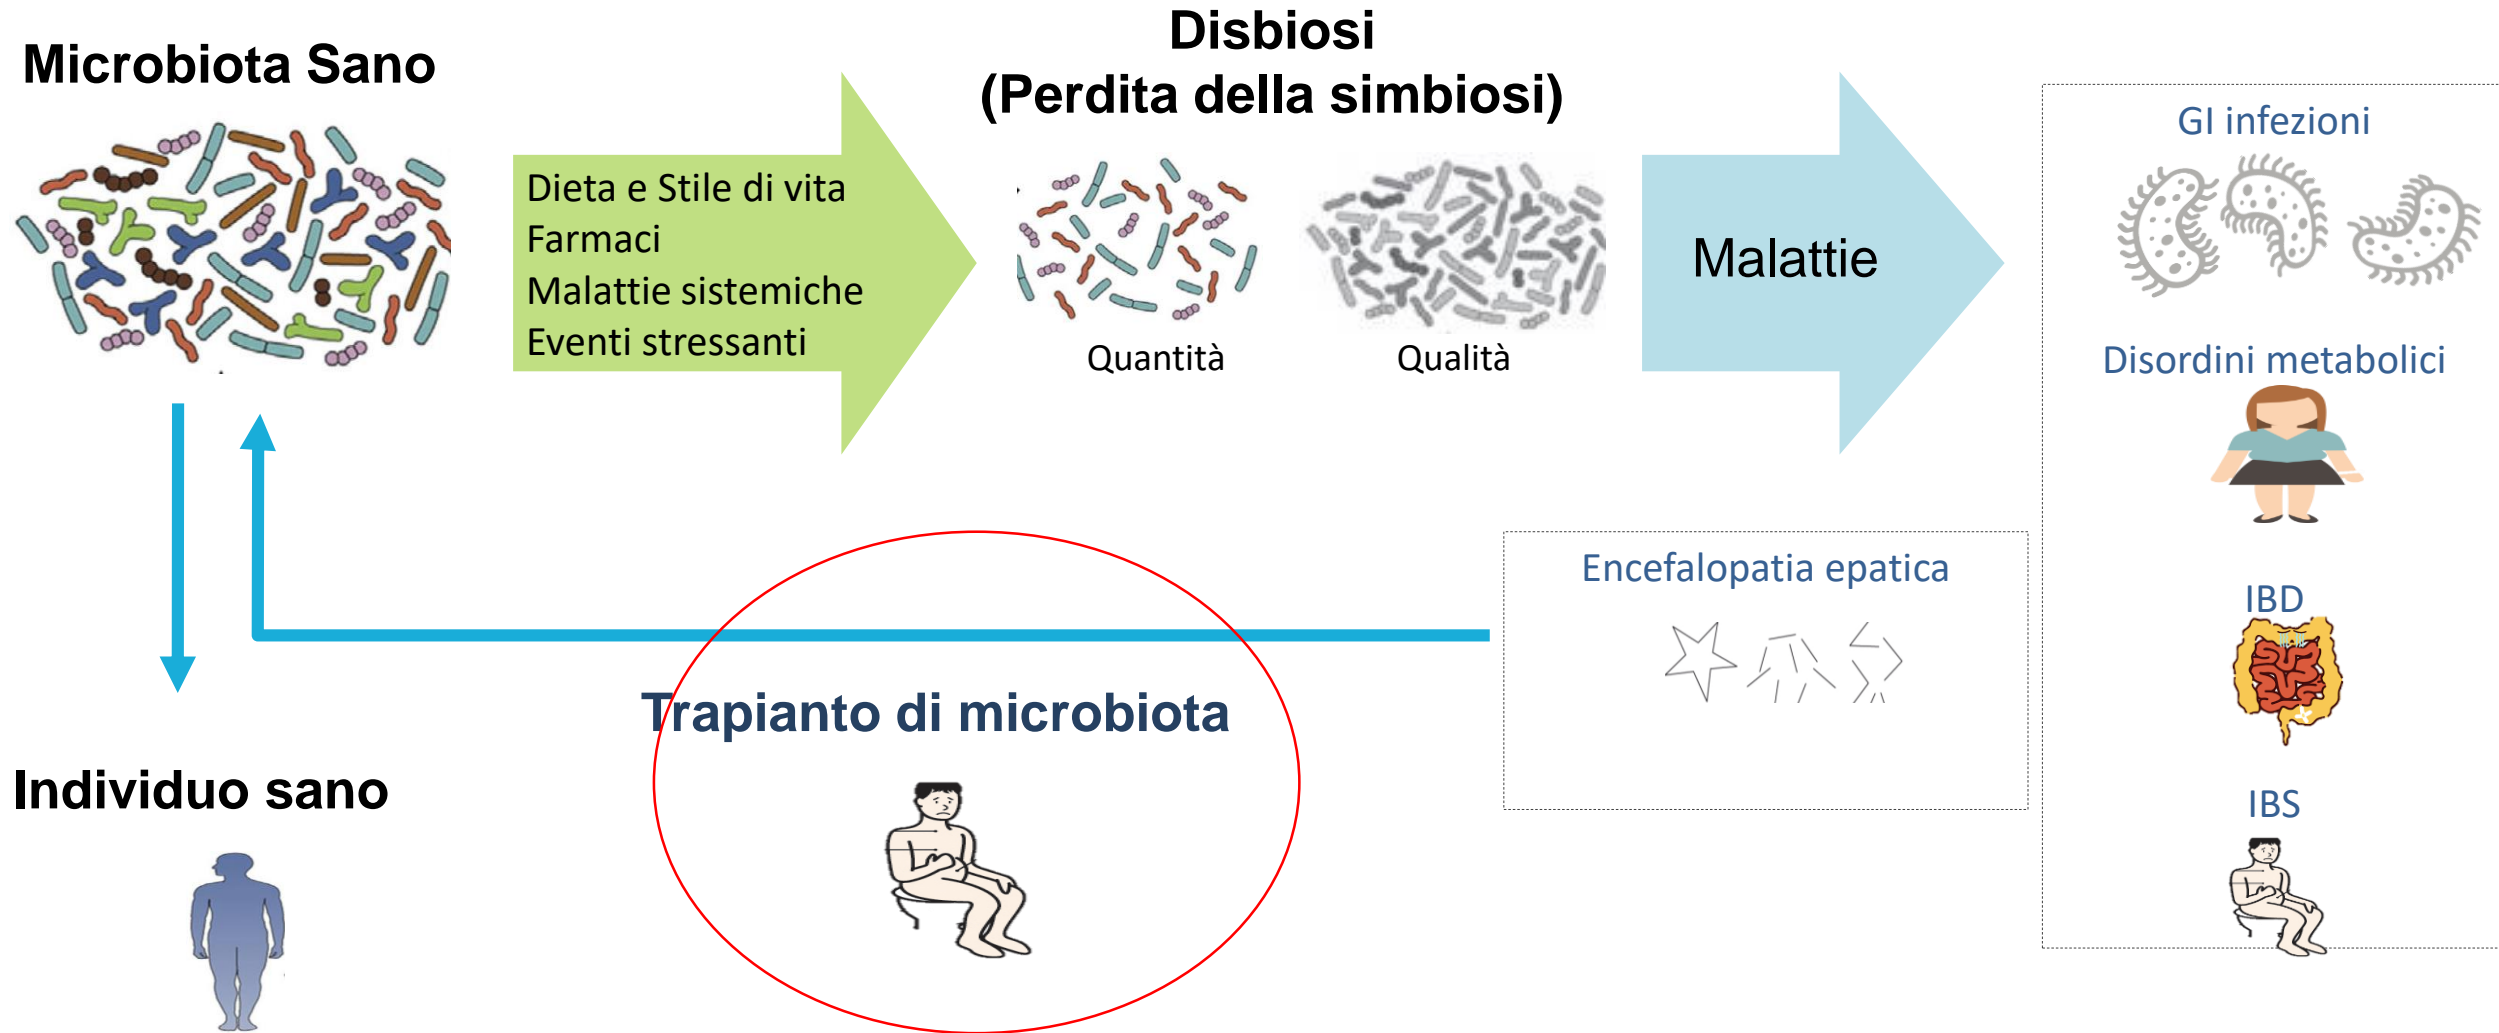 Microbiota Sano
Disbiosi
(Perdita della simbiosi)
Dieta e Stile di vita
Farmaci
Malattie sistemiche
Eventi stressanti
Quantità
Qualità
Malattie
GI infezioni
Disordini metabolici
Encefalopatia epatica
IBD
IBS
Trapianto di microbiota
Individuo sano